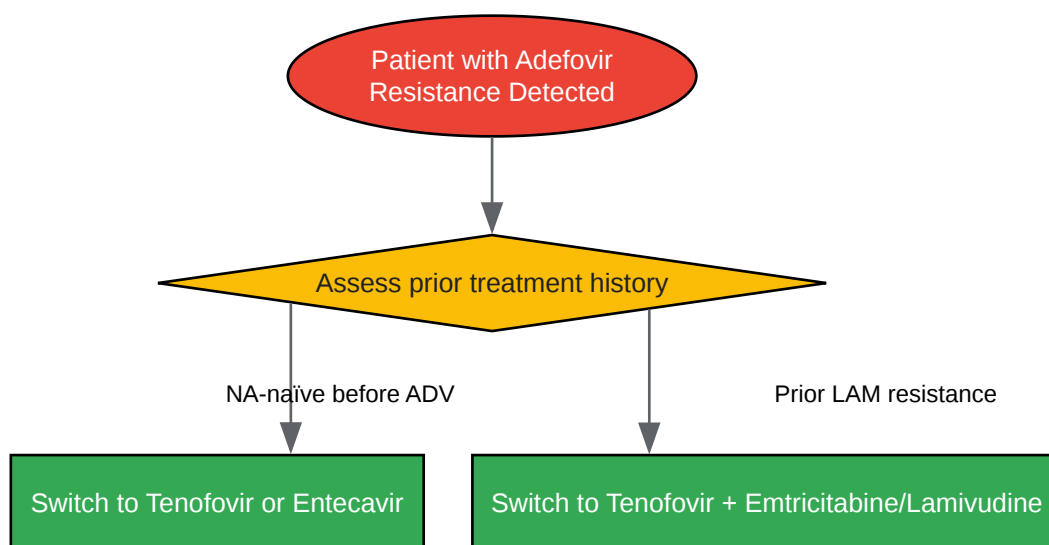 Patient with Adefovir
Resistance Detected
Assess prior treatment history
NA-naïve before ADV
Prior LAM resistance
Switch to Tenofovir or Entecavir
Switch to Tenofovir + Emtricitabine/Lamivudine